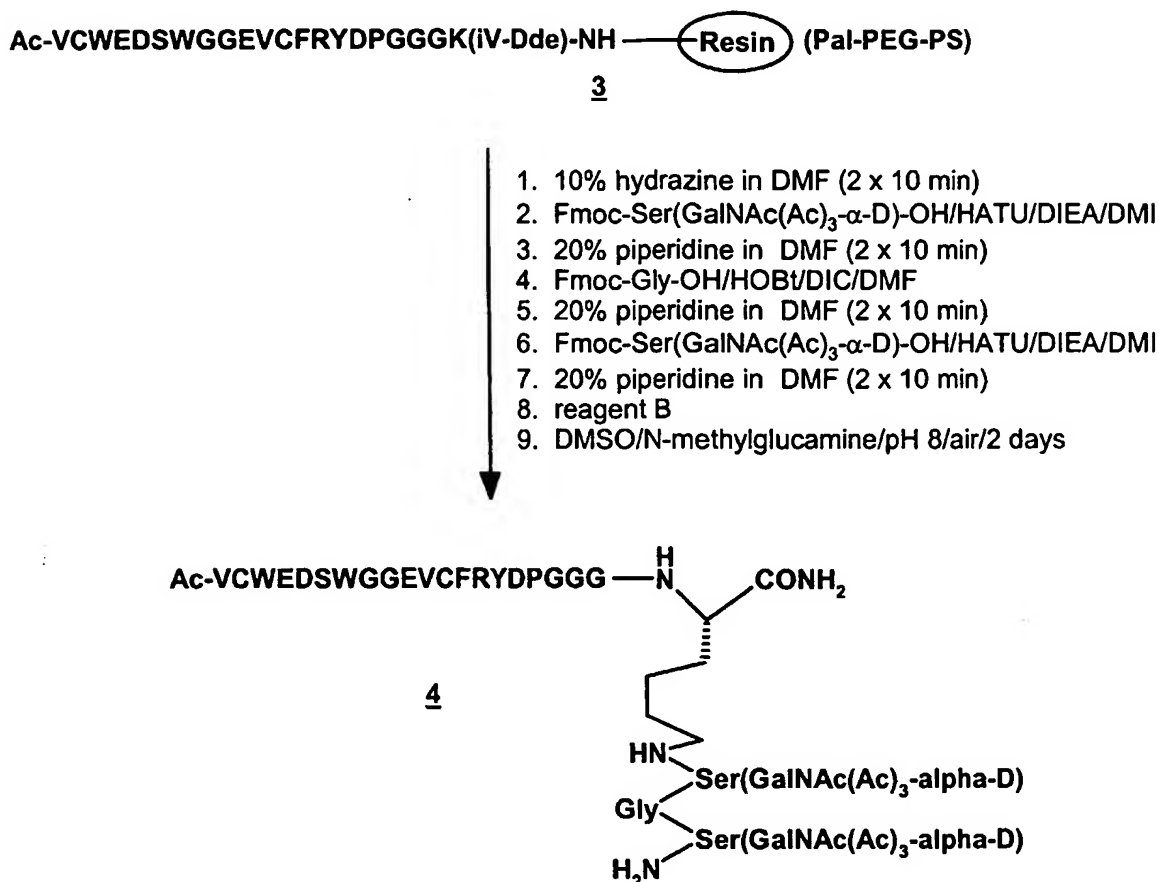 Ac-VCWEDSWGGEVCFRYDPGGGK(iV-Dde)-NH Resin (Pal-PEG-PS)
3
1. 10% hydrazine in DMF (2 x 10 min)
2. Fmoc-Ser(GalNAc(Ac)₃-α-D)-OH/HATU/DIEA/DMI
3. 20% piperidine in DMF (2 x 10 min)
4. Fmoc-Gly-OH/HOBt/DIC/DMF
5. 20% piperidine in DMF (2 x 10 min)
6. Fmoc-Ser(GalNAc(Ac)₃-α-D)-OH/HATU/DIEA/DMI
7. 20% piperidine in DMF (2 x 10 min)
8. reagent B
9. DMSO/N-methylglucamine/pH 8/air/2 days
Ac-VCWEDSWGGEVCFRYDPGGG H N CONH₂
4
HN
Ser(GalNAc(Ac)₃-alpha-D)
Gly
Ser(GalNAc(Ac)₃-alpha-D)
H₂N